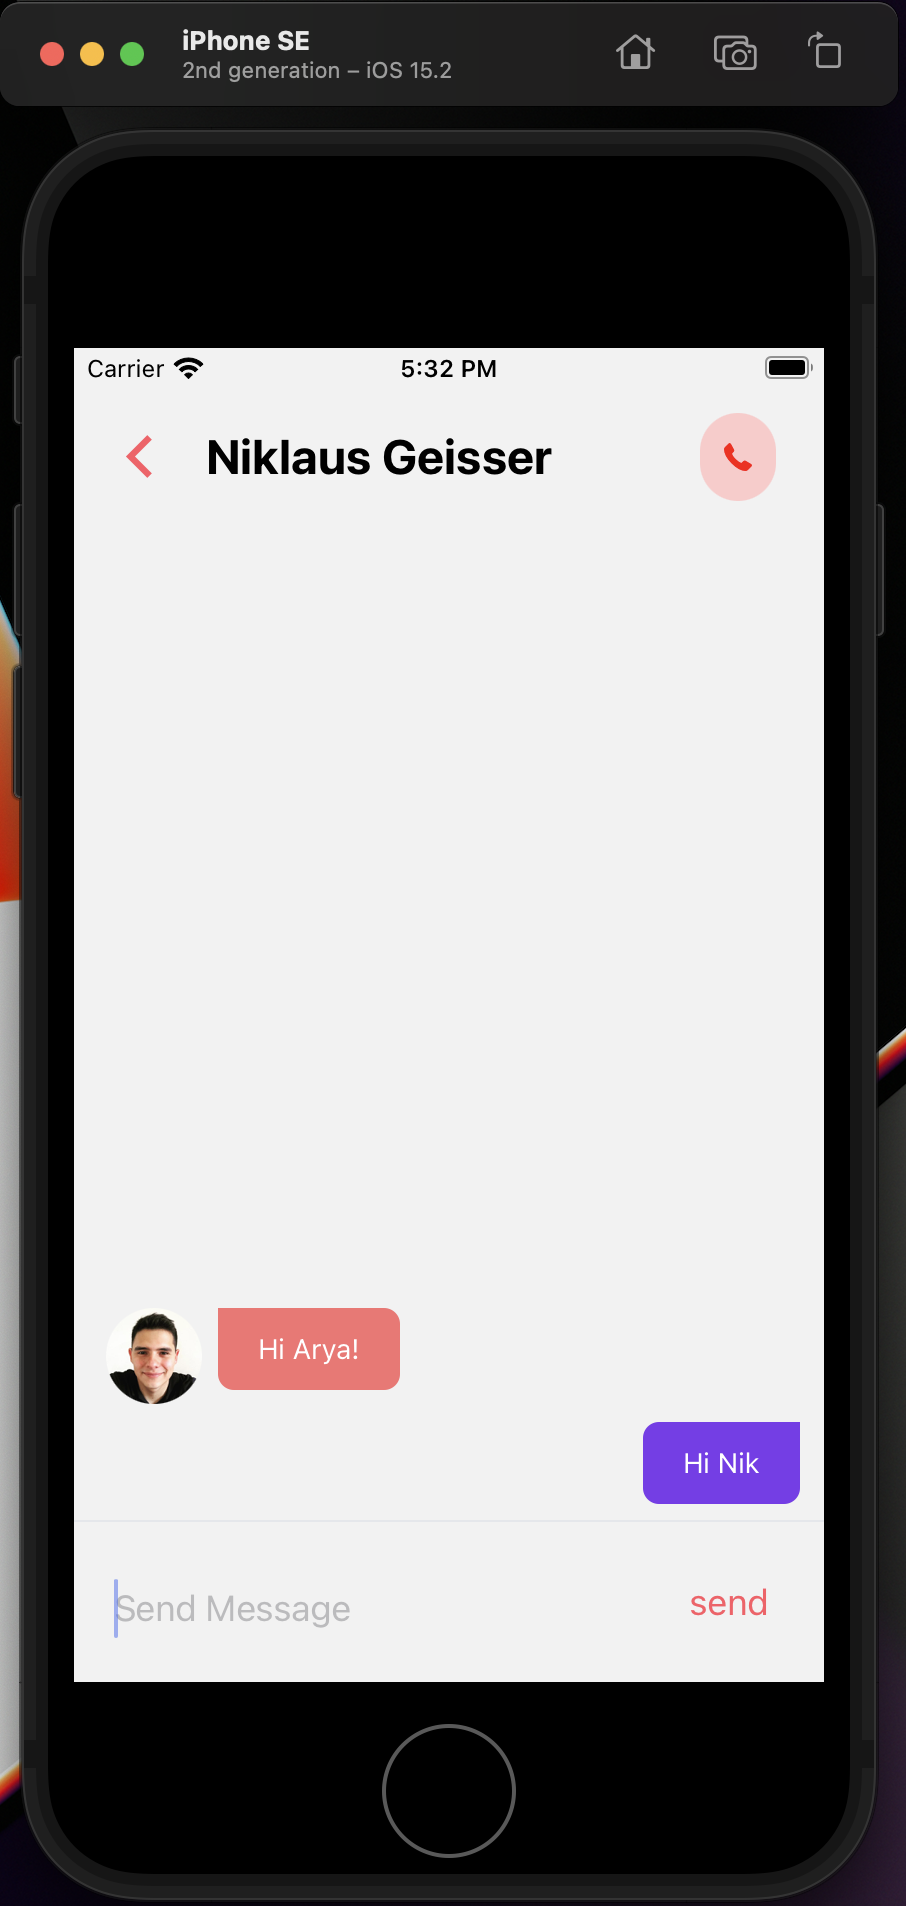 iPhone SE
2nd generation – iOS 15.2
Carrier 5:32 PM
Niklaus Geisser
Hi Arya!
Hi Nik
Send Message send